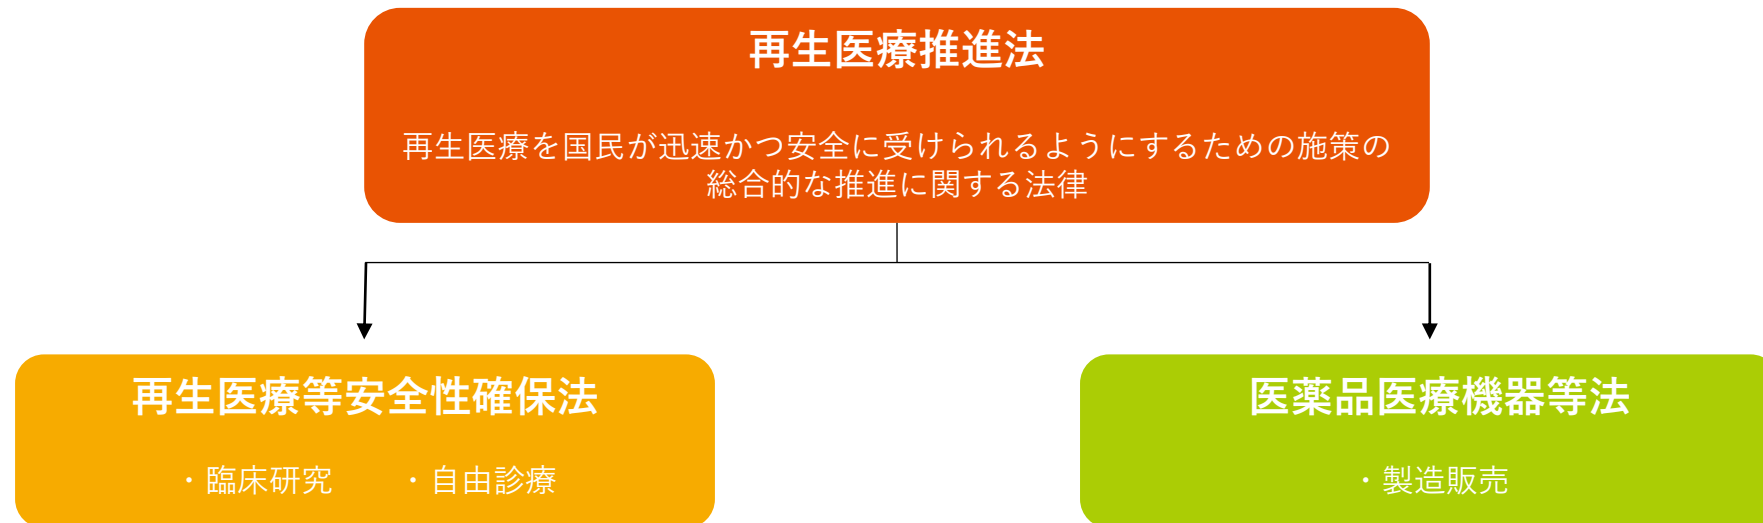 再生医療推進法
再生医療を国民が迅速かつ安全に受けられるようにするための施策の
総合的な推進に関する法律
再生医療等安全性確保法
・臨床研究　　・自由診療
医薬品医療機器等法
・製造販売